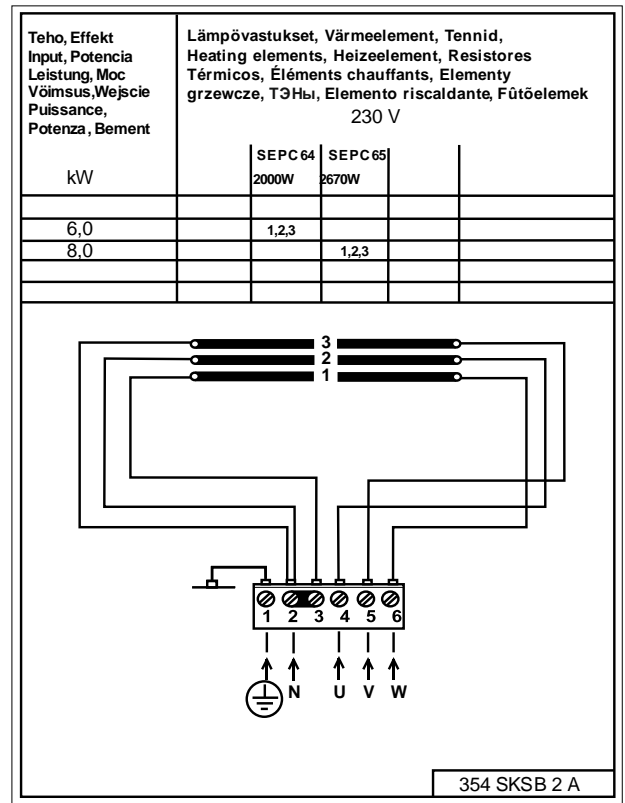 Teho, Effekt
Input, Potencia
Leistung, Moc
Vöimsus,Wejscie
Puissance,
Potenza, Bement
Lämpövastukset, Värmeelement, Tennid,
Heating elements, Heizeelement, Resistores
Térmicos, Éléments chauffants, Elementy
grzewcze, ТЭНы, Elemento riscaldante, Fûtõelemek
230 V
SEPC 64 SEPC 65
kW 2000W 2670W
6,0 1,2,3
8,0 1,2,3
3
2
1
1 2 3 4 5 6
N U V W
354 SKSB 2 A